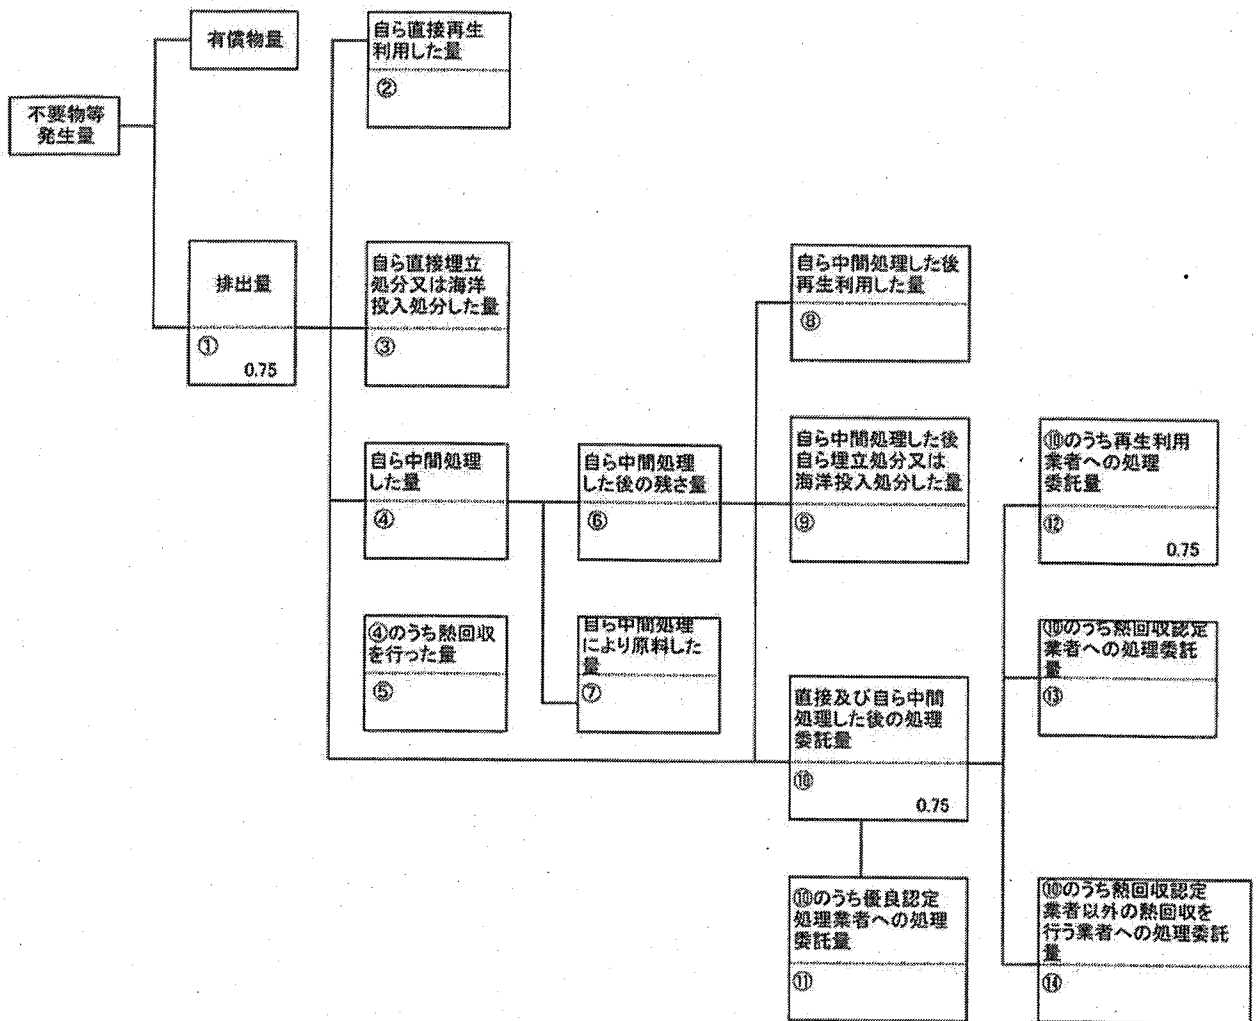 不要物等
発生量
有償物量
排出量
①
0.75
自ら直接再生
利用した量
②
自ら直接埋立
処分又は海洋
投入処分した量
③
自ら中間処理
した量
④
④のうち熱回収
を行った量
⑤
自ら中間処理
した後の残さ量
⑥
自ら中間処理
により原料した
量
⑦
自ら中間処理した後
再生利用した量
⑧
自ら中間処理した後
自ら埋立処分又は
海洋投入処分した量
⑨
直接及び自ら中間
処理した後の処理
委託量
⑩
0.75
⑩のうち優良認定
処理業者への処理
委託量
⑪
⑩のうち再生利用
業者への処理
委託量
⑫
0.75
⑩のうち熱回収認定
業者への処理委託
量
⑬
⑩のうち熱回収認定
業者以外の熱回収を
行う業者への処理委託
量
⑭